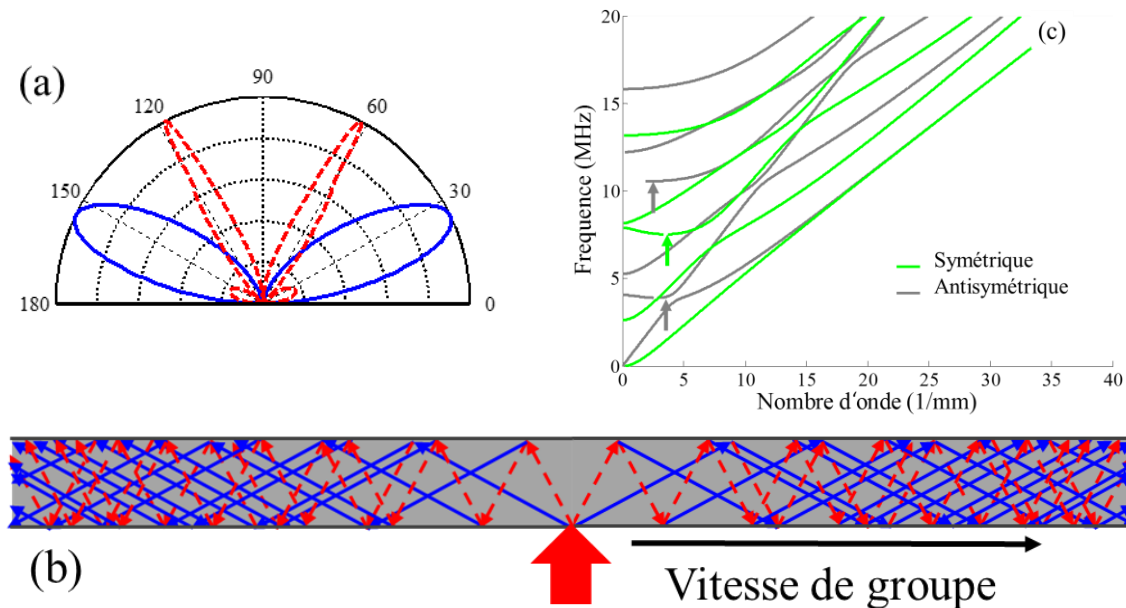 (a)
90
120
60
150
30
180
0
(c)
20
15
10
5
0
Frequence (MHz)
0 5 10 15 20 25 30 35 40
Nombre d'onde (1/mm)
Symétrique
Antisymétrique
(b)
Vitesse de groupe